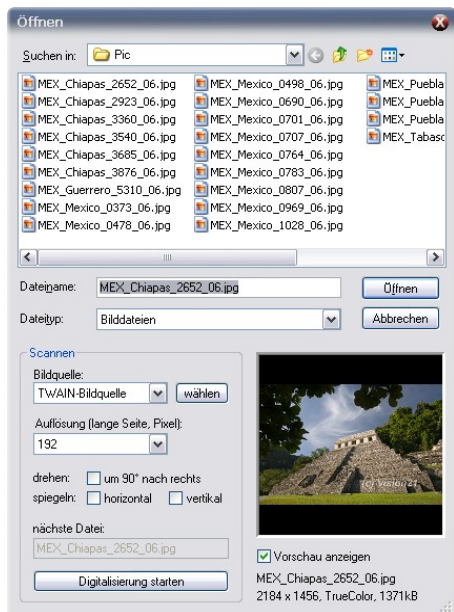 Öffnen
Suchen in: Pic
MEX_Chiapas_2652_06.jpg
MEX_Chiapas_2923_06.jpg
MEX_Chiapas_3360_06.jpg
MEX_Chiapas_3540_06.jpg
MEX_Chiapas_3685_06.jpg
MEX_Chiapas_3876_06.jpg
MEX_Guerrero_5310_06.jpg
MEX_Mexico_0373_06.jpg
MEX_Mexico_0478_06.jpg
MEX_Mexico_0498_06.jpg
MEX_Mexico_0690_06.jpg
MEX_Mexico_0701_06.jpg
MEX_Mexico_0707_06.jpg
MEX_Mexico_0764_06.jpg
MEX_Mexico_0783_06.jpg
MEX_Mexico_0807_06.jpg
MEX_Mexico_0969_06.jpg
MEX_Mexico_1028_06.jpg
MEX_Puebla
MEX_Puebla
MEX_Puebla
MEX_Tabasc
Dateiname: MEX_Chiapas_2652_06.jpg Öffnen
Dateityp: Bilddateien Abbrechen
Scannen
Bildquelle:
TWAIN-Bildquelle wählen
Auflösung (lange Seite, Pixel):
192
drehen: um 90° nach rechts
spiegeln: horizontal vertikal
nächste Datei:
MEX_Chiapas_2652_06.jpg
Digitalisierung starten
(c) Vision21
Vorschau anzeigen
MEX_Chiapas_2652_06.jpg
2184 x 1456, TrueColor, 1371kB